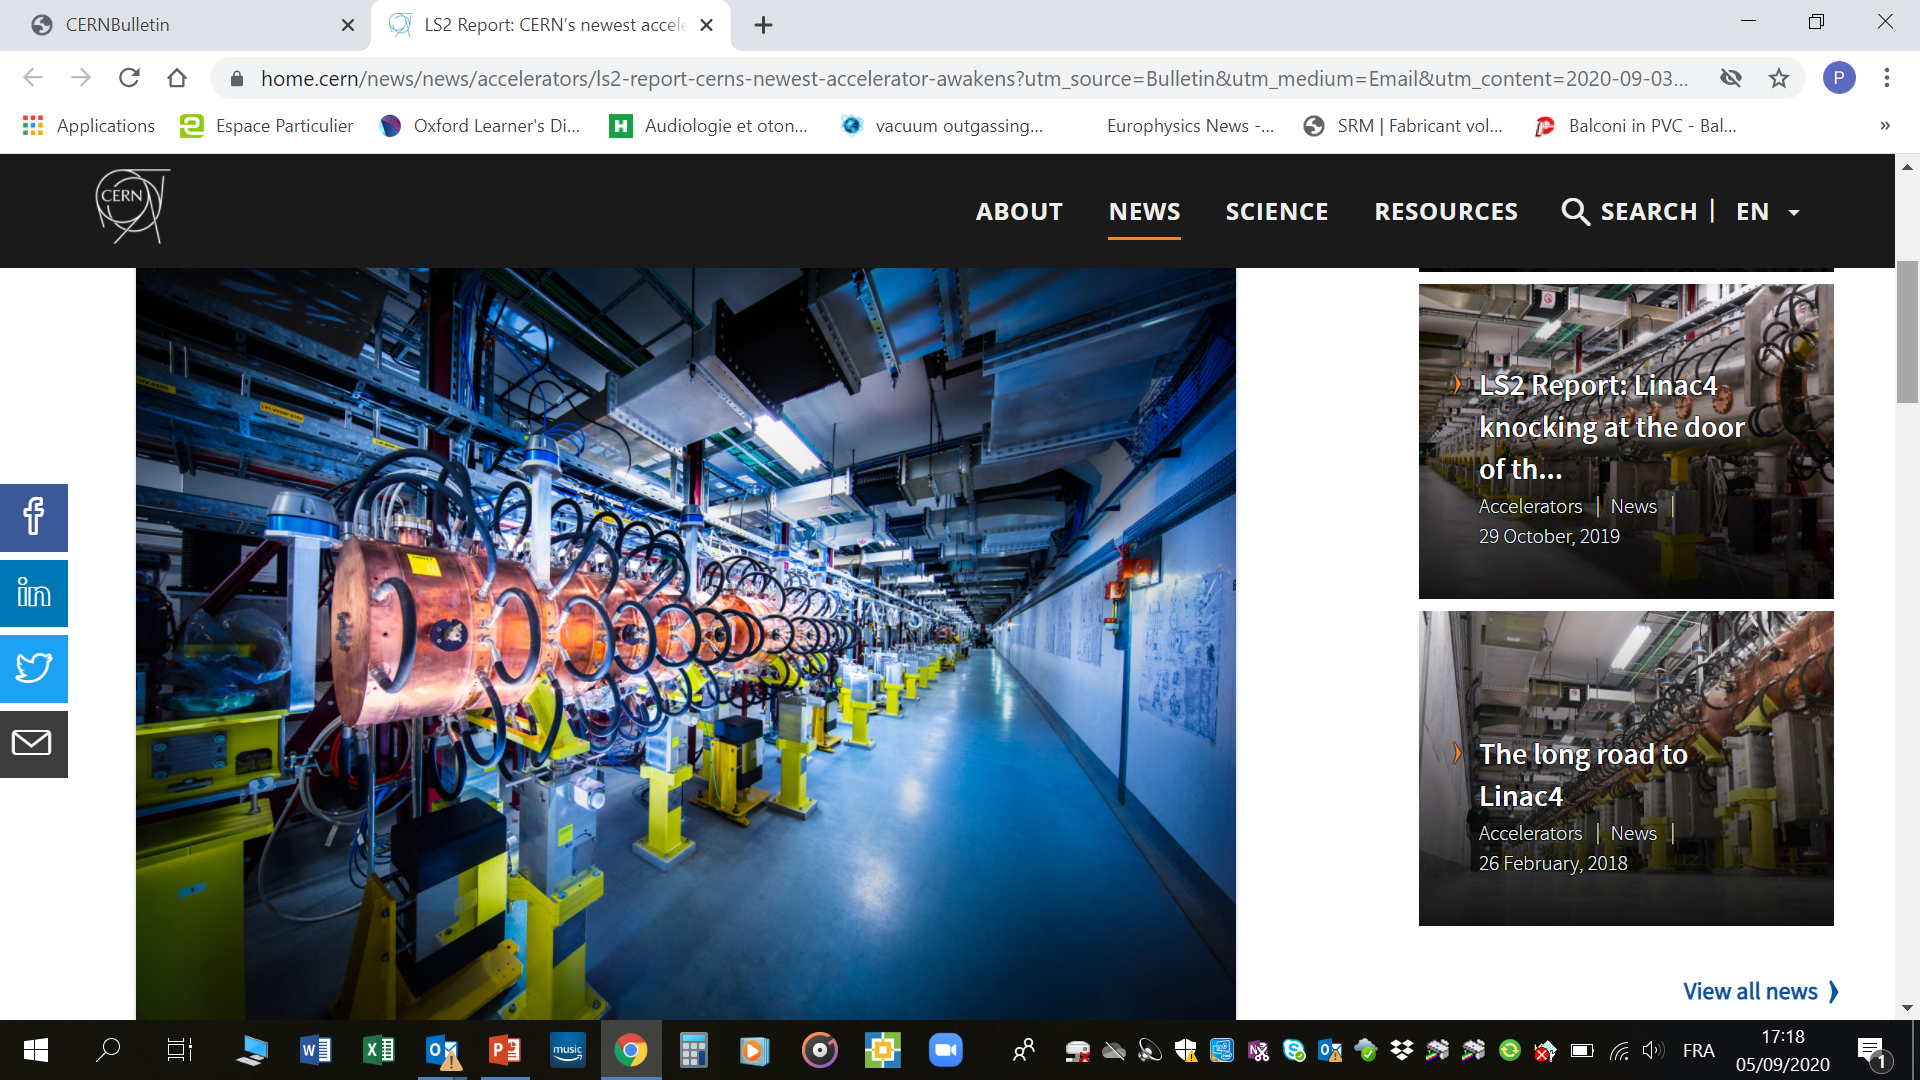 CERNBulletin
LS2 Report: CERN's newest accele
home.cern/news/news/accelerators/ls2-report-cerns-newest-accelerator-awakens?utm_source=Bulletin&utm_medium=Email&utm_content=2020-09-03...
P
Applications
Espace Particulier
Oxford Learner's Di...
H
Audiologie et oton...
vacuum outgassing...
Europhysics News -...
SRM | Fabricant vol...
Balconi in PVC - Bal...
»
CERN
ABOUT
NEWS
SCIENCE
RESOURCES
SEARCH |
EN
LS2 Report: Linac4
knocking at the door
of th...
Accelerators | News |
29 October, 2019
f
in
The long road to
Linac4
Accelerators | News |
26 February, 2018
View all news
music
FRA
17:18
05/09/2020
1